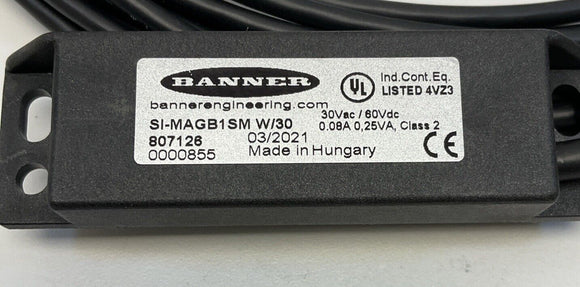 BANNER
bannerengineering.com
SI-MAGB1SM W/30
807126 03/2021
0000855 Made in Hungary
UL
Ind.Cont.Eq.
LISTED 4VZ3
30Vac / 60Vdc
0.08A 0,25VA, Class 2
CE